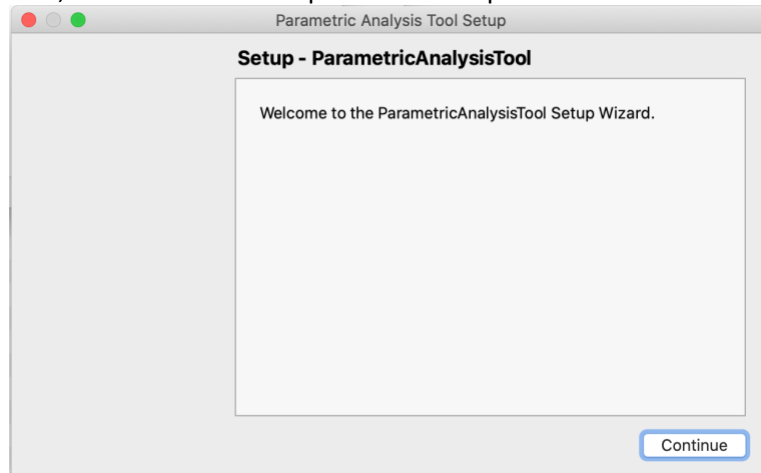 Parametric Analysis Tool Setup
Setup - ParametricAnalysisTool
Welcome to the ParametricAnalysisTool Setup Wizard.
Continue